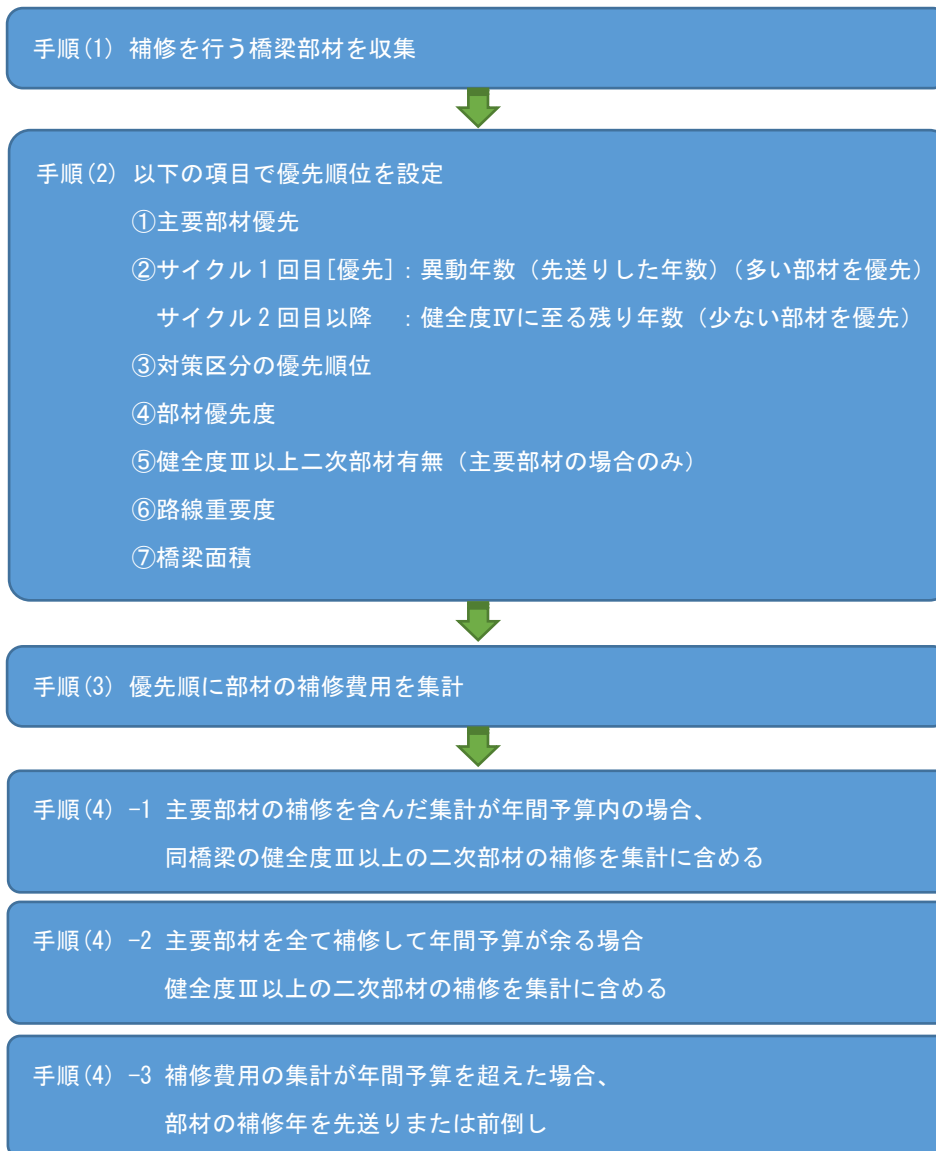 手順(1) 補修を行う橋梁部材を収集
手順(2) 以下の項目で優先順位を設定
①主要部材優先
②サイクル1回目[優先]：異動年数（先送りした年数）（多い部材を優先）
サイクル2回目以降 ：健全度Ⅳに至る残り年数（少ない部材を優先）
③対策区分の優先順位
④部材優先度
⑤健全度Ⅲ以上二次部材有無（主要部材の場合のみ）
⑥路線重要度
⑦橋梁面積
手順(3) 優先順に部材の補修費用を集計
手順(4) -1 主要部材の補修を含んだ集計が年間予算内の場合、
同橋梁の健全度Ⅲ以上の二次部材の補修を集計に含める
手順(4) -2 主要部材を全て補修して年間予算が余る場合
健全度Ⅲ以上の二次部材の補修を集計に含める
手順(4) -3 補修費用の集計が年間予算を超えた場合、
部材の補修年を先送りまたは前倒し